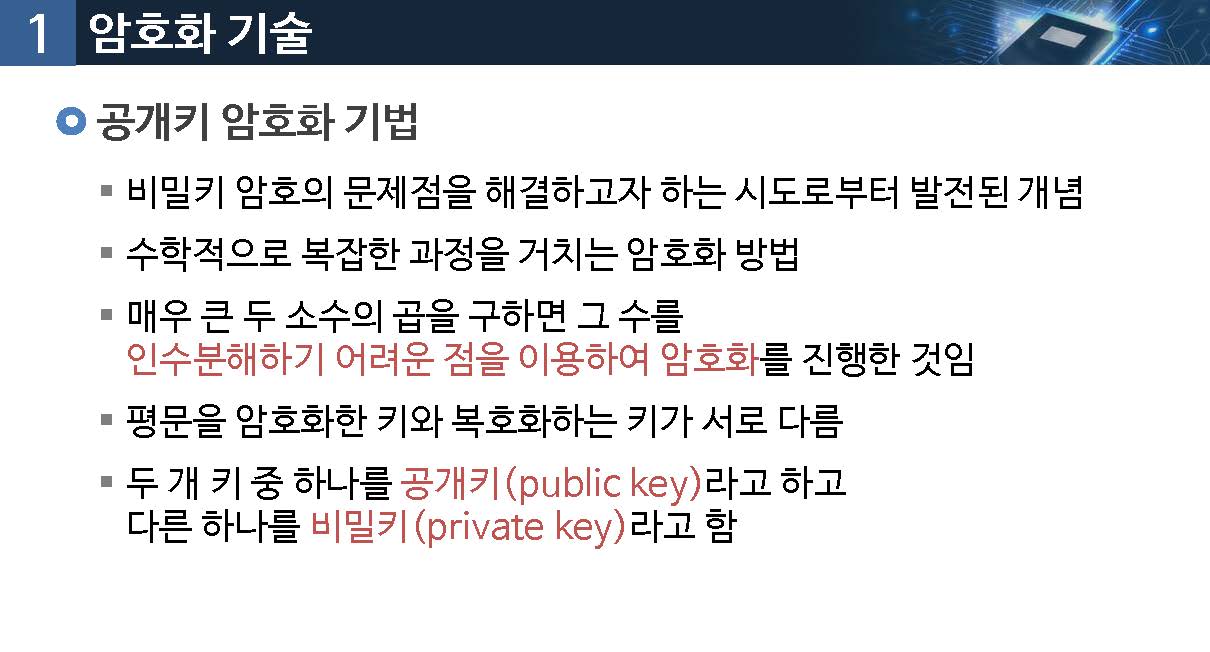 1 암호화 기술
공개키 암호화 기법
비밀키 암호의 문제점을 해결하고자 하는 시도로부터 발전된 개념
수학적으로 복잡한 과정을 거치는 암호화 방법
매우 큰 두 소수의 곱을 구하면 그 수를
인수분해하기 어려운 점을 이용하여 암호화를 진행한 것임
평문을 암호화한 키와 복호화하는 키가 서로 다름
두 개 키 중 하나를 공개키(public key)라고 하고
다른 하나를 비밀키(private key)라고 함